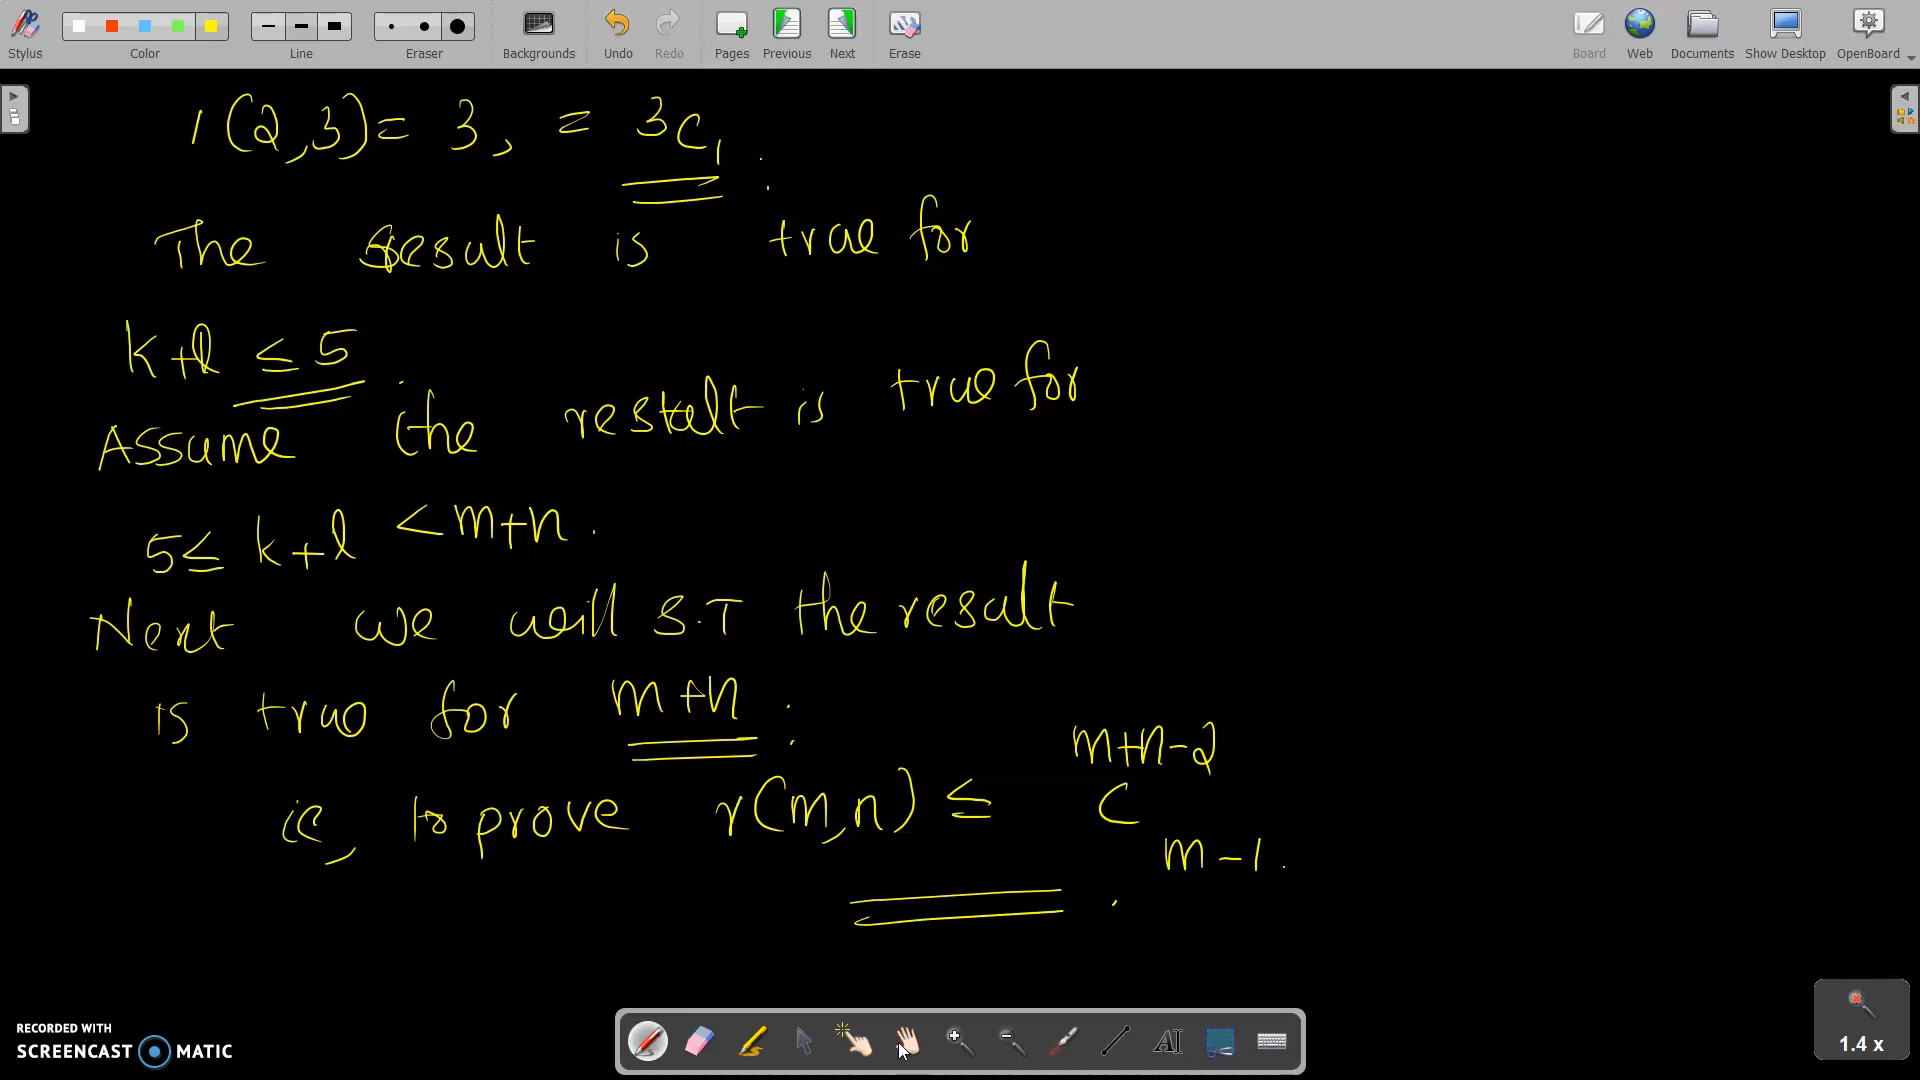 Stylus Color Line Eraser Backgrounds Undo Redo Pages Previous Next Erase Board Web Documents Show Desktop OpenBoard
r(2,3)= 3, = 3C1
The result is true for
k+l ≤ 5
Assume the result is true for
5≤ k+l < m+n.
Next we will S.T the result
is true for m+n.
ie, to prove r(m,n) ≤ m+n-2 C m-1.
RECORDED WITH
SCREENCAST MATIC
AI
1.4 x